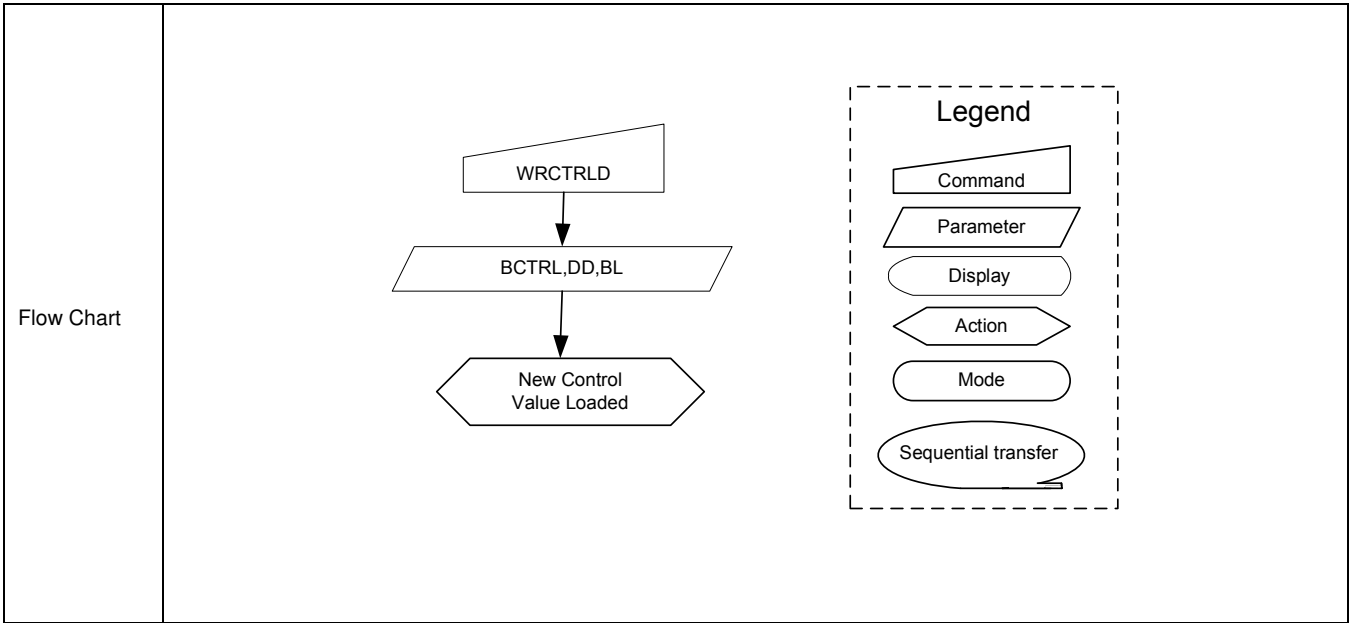 Flow Chart
WRCTRLD
BCTRL,DD,BL
New Control
Value Loaded
Legend
Command
Parameter
Display
Action
Mode
Sequential transfer